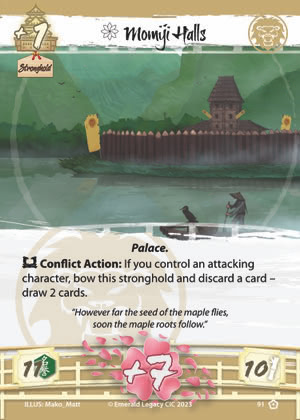 +1
Momiji Halls
Stronghold
Palace.
Conflict Action: If you control an attacking
character, bow this stronghold and discard a card –
draw 2 cards.
“However far the seed of the maple flies,
soon the maple roots follow.”
11
+7
10
ILLUS: Mako_Matt
© Emerald Legacy CIC 2023
91